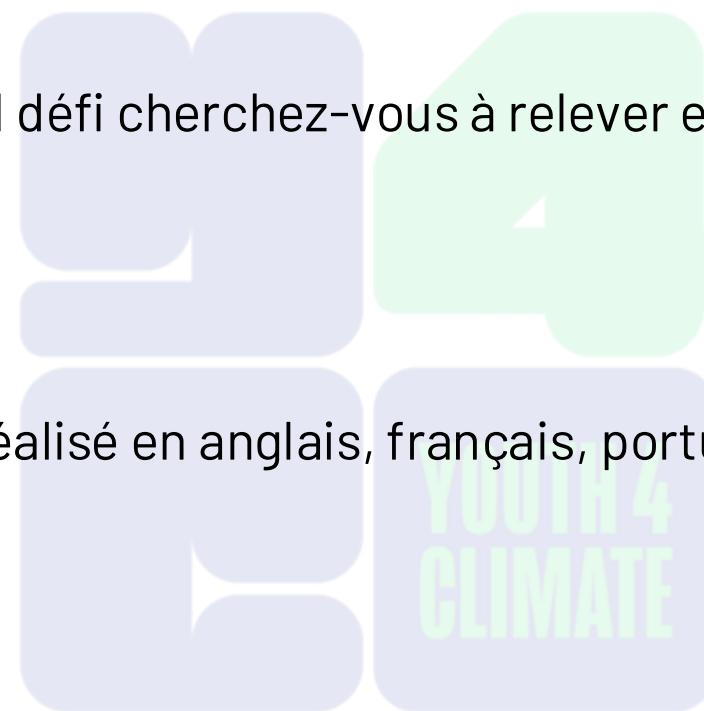 défi cherchez-vous à relever
en anglais, français,
YOUTH 4
CLIMATE